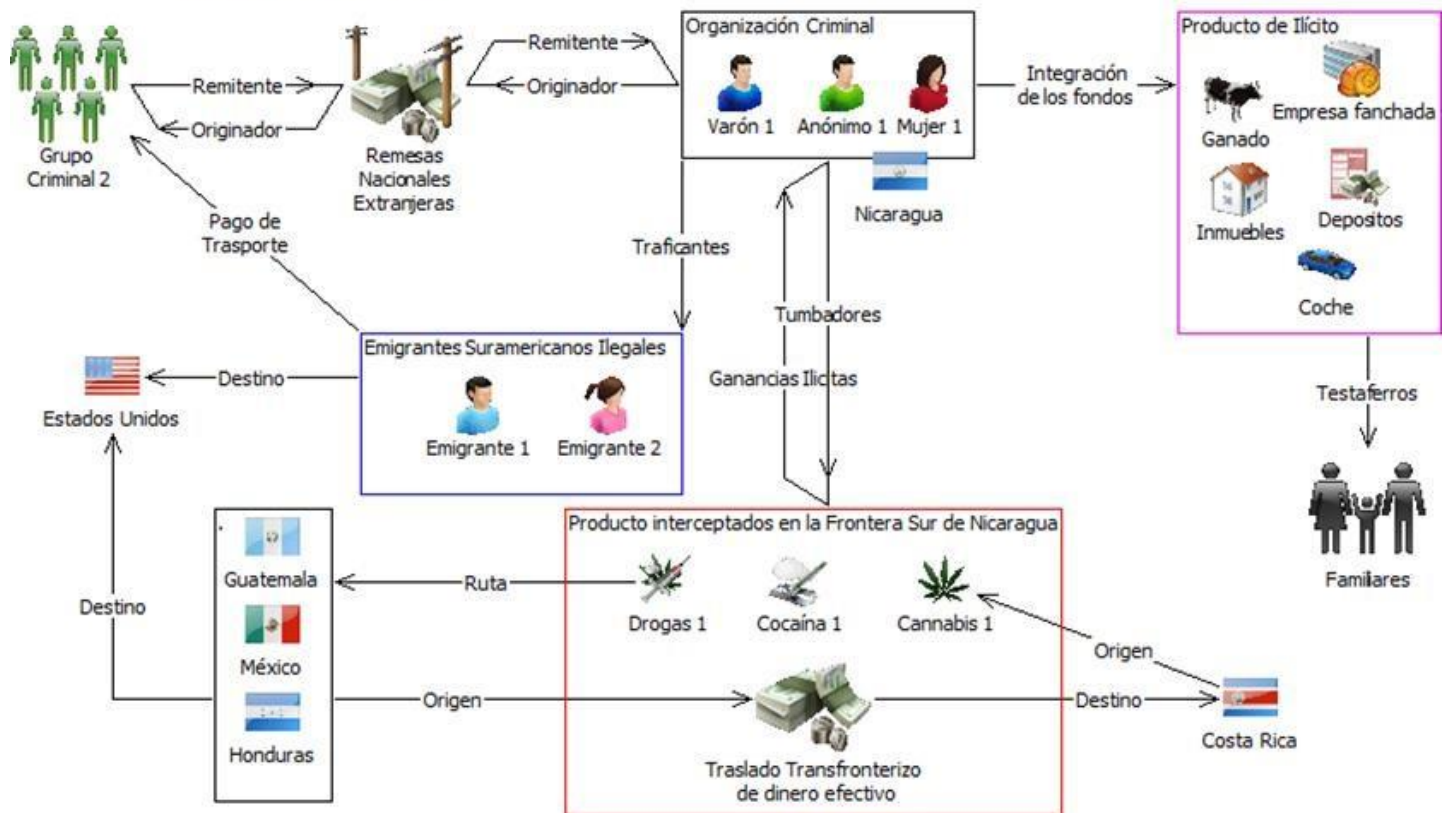 Grupo
Criminal 2
Remitente
Originador
Remesas
Nacionales
Extranjeras
Remitente
Originador
Organización Criminal
Varón 1
Anónimo 1
Mujer 1
Nicaragua
Integración
de los fondos
Producto de Ilícito
Ganado
Empresa fanchada
Inmuebles
Depositos
Coche
Pago de
Trasporte
Traficantes
Tumbadores
Ganancias Ilicitas
Testaferros
Familiares
Emigrantes Suramericanos Ilegales
Emigrante 1
Emigrante 2
Destino
Estados Unidos
Destino
Guatemala
México
Honduras
Ruta
Origen
Producto interceptados en la Frontera Sur de Nicaragua
Drogas 1
Cocaína 1
Cannabis 1
Traslado Transfronterizo
de dinero efectivo
Origen
Destino
Costa Rica